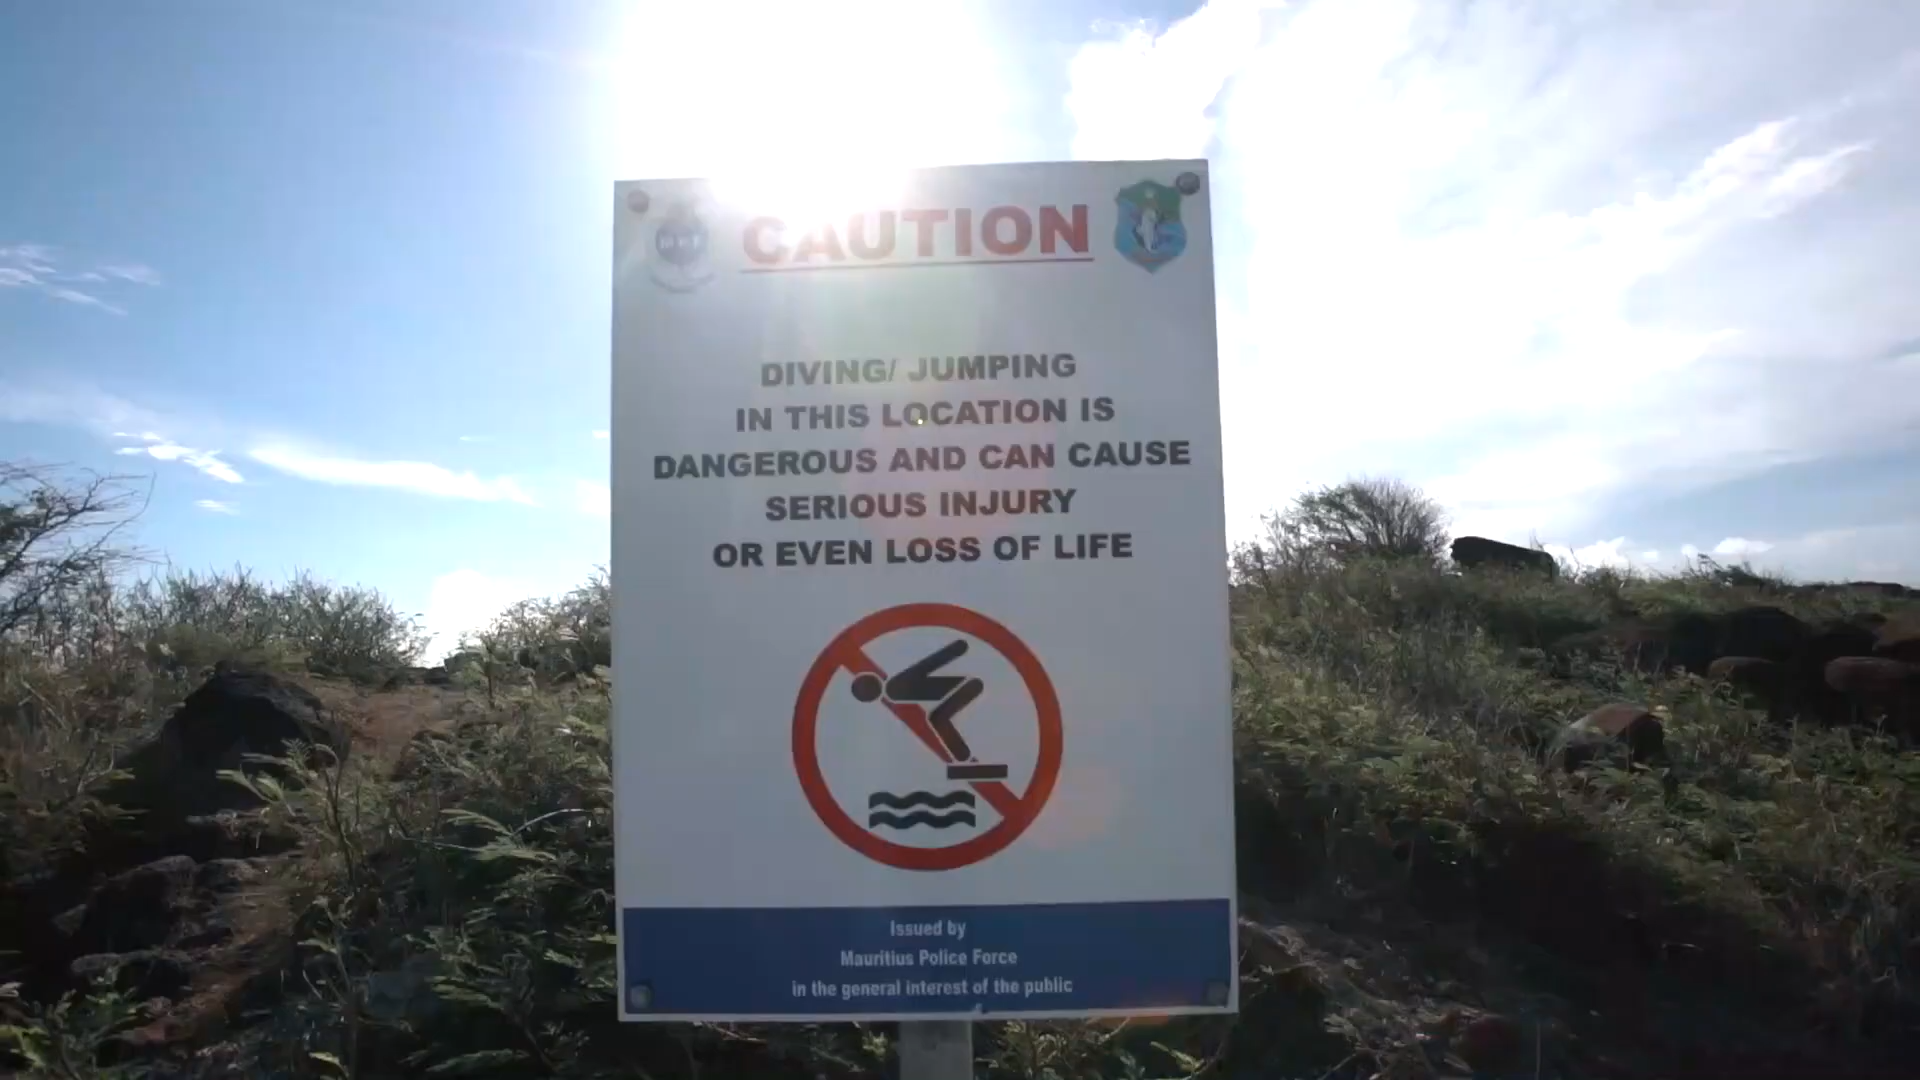 CAUTION
DIVING/ JUMPING
IN THIS LOCATION IS
DANGEROUS AND CAN CAUSE
SERIOUS INJURY
OR EVEN LOSS OF LIFE
Issued by
Mauritius Police Force
in the general interest of the public